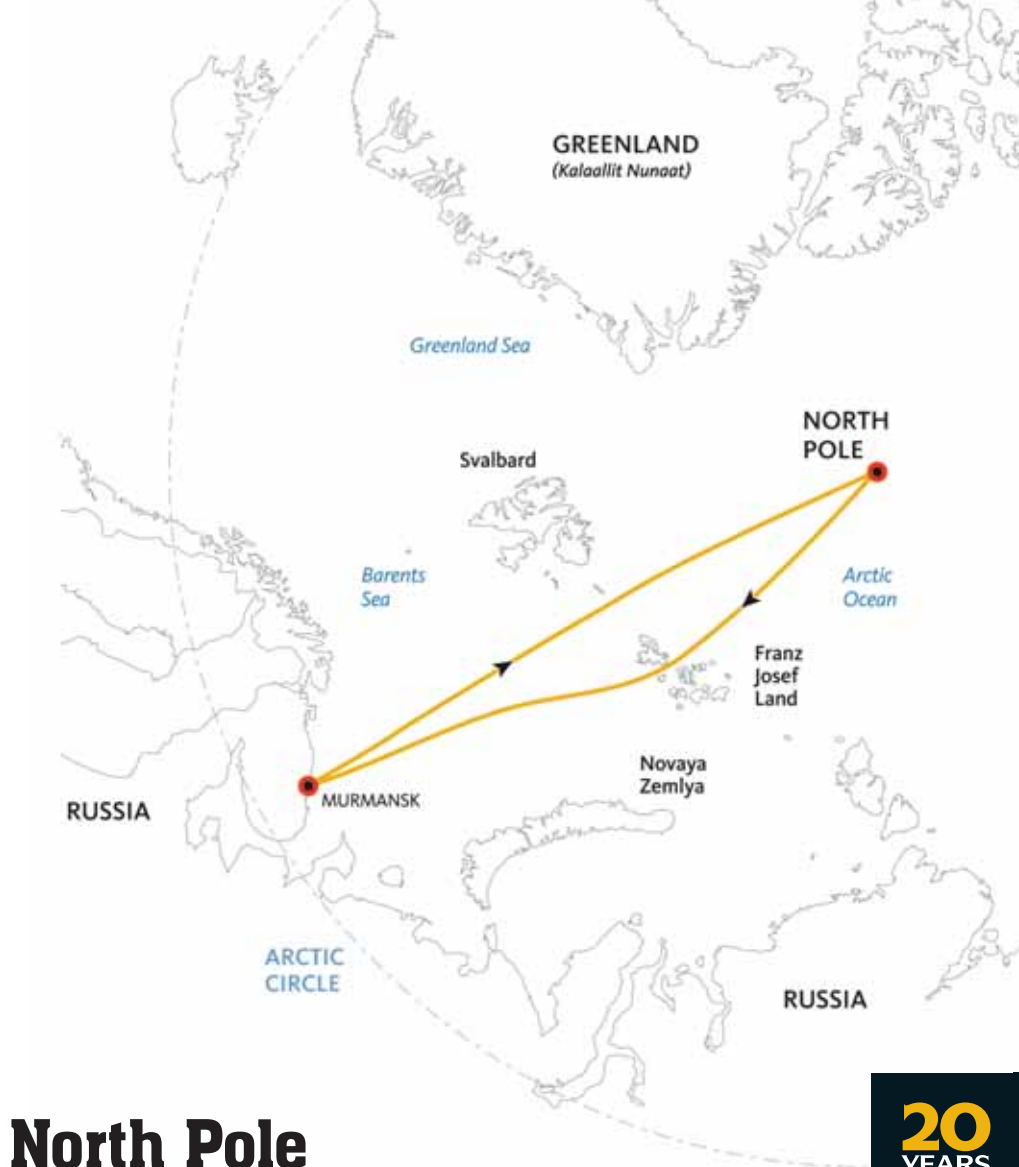 GREENLAND
(Kalaallit Nunaat)
Greenland Sea
NORTH
POLE
Svalbard
Barents
Sea
Arctic
Ocean
Franz
Josef
Land
Novaya
Zemlya
MURMANSK
RUSSIA
ARCTIC
CIRCLE
RUSSIA
North Pole
20
YEARS